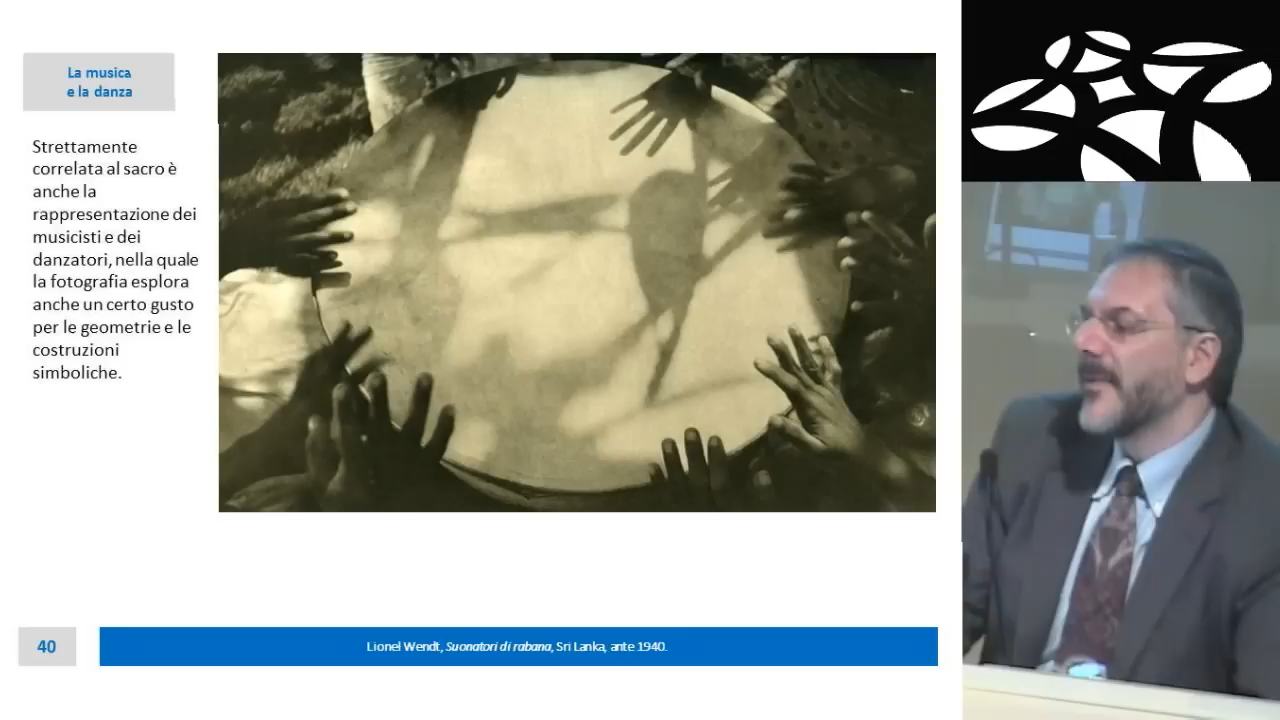 La musica
e la danza
Strettamente
correlata al sacro è
anche la
rappresentazione dei
musicisti e dei
danzatori, nella quale
la fotografia esplora
anche un certo gusto
per le geometrie e le
costruzioni
simboliche.
40
Lionel Wendt, Suonatori di rabana, Sri Lanka, ante 1940.